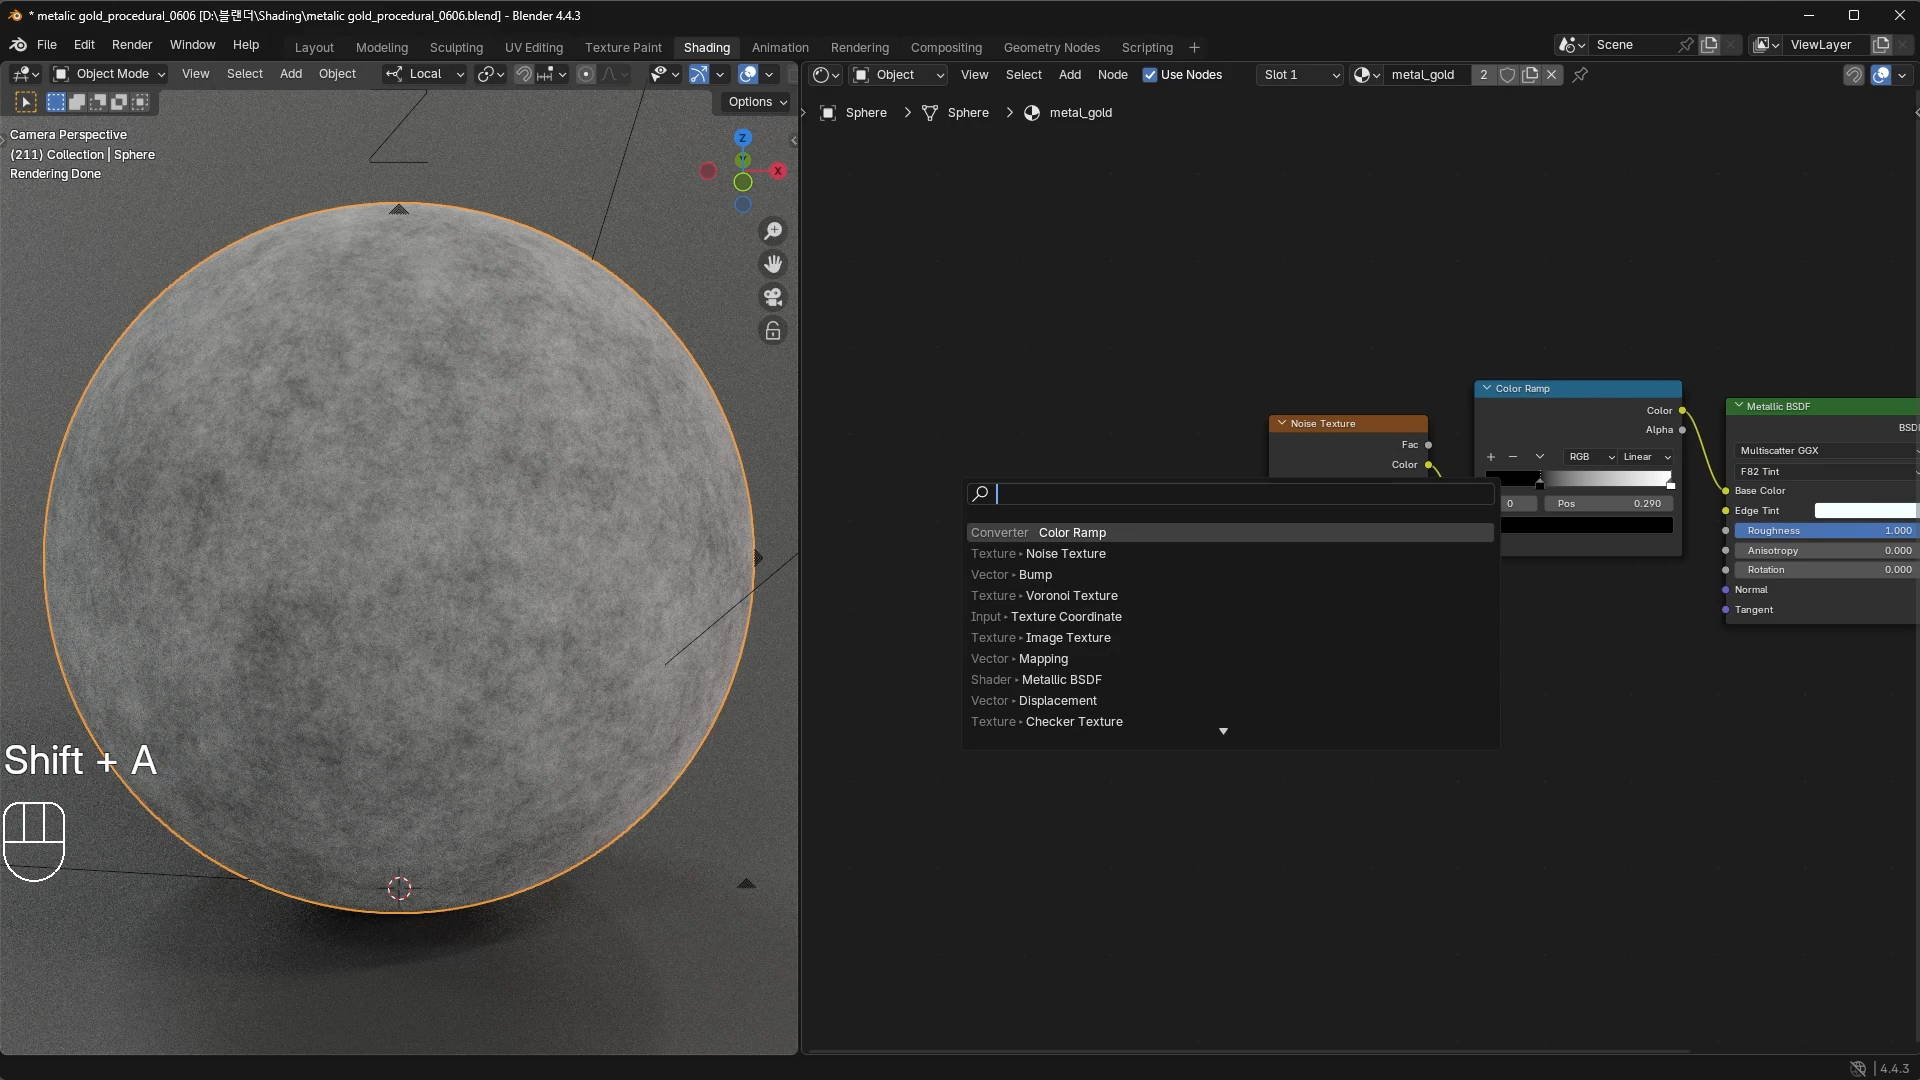 * metalic gold_procedural_0606 [D:\블랜더\Shading\metalic gold_procedural_0606.blend] - Blender 4.4.3
File Edit Render Window Help Layout Modeling Sculpting UV Editing Texture Paint Shading Animation Rendering Compositing Geometry Nodes Scripting + Scene ViewLayer
Object Mode View Select Add Object Local Object View Select Add Node Use Nodes Slot 1 metal_gold 2
Options
Sphere > Sphere > metal_gold
Camera Perspective
(211) Collection | Sphere
Rendering Done
Z
Y
X
Color Ramp
Color
Alpha
RGB Linear
0 Pos 0.290
Noise Texture
Fac
Color
Metallic BSDF
BSDF
Multiscatter GGX
F82 Tint
Base Color
Edge Tint
Roughness 1.000
Anisotropy 0.000
Rotation 0.000
Normal
Tangent
Converter Color Ramp
Texture ▸ Noise Texture
Vector ▸ Bump
Texture ▸ Voronoi Texture
Input ▸ Texture Coordinate
Texture ▸ Image Texture
Vector ▸ Mapping
Shader ▸ Metallic BSDF
Vector ▸ Displacement
Texture ▸ Checker Texture
Shift + A
4.4.3